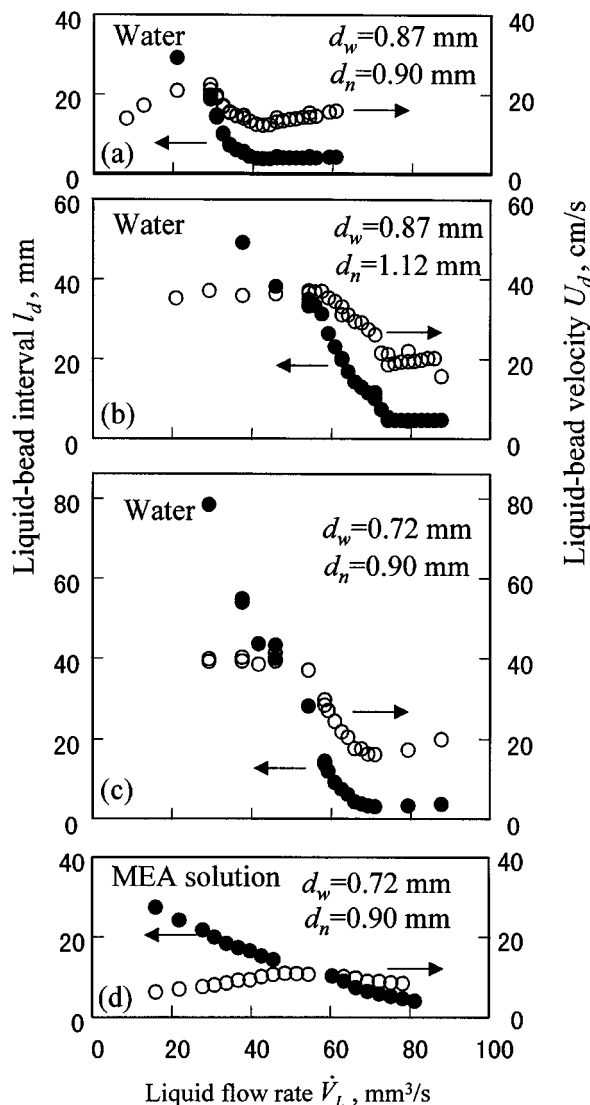 40
20
0
Water
d_w=0.87 mm
d_n=0.90 mm
(a)
40
20
0
60
40
20
0
Water
d_w=0.87 mm
d_n=1.12 mm
(b)
60
40
20
0
80
60
40
20
0
Water
d_w=0.72 mm
d_n=0.90 mm
(c)
80
60
40
20
0
40
20
0
MEA solution
d_w=0.72 mm
d_n=0.90 mm
(d)
40
20
0
0 20 40 60 80 100
Liquid-bead interval l_d, mm
Liquid-bead velocity U_d, cm/s
Liquid flow rate V̇_L, mm³/s